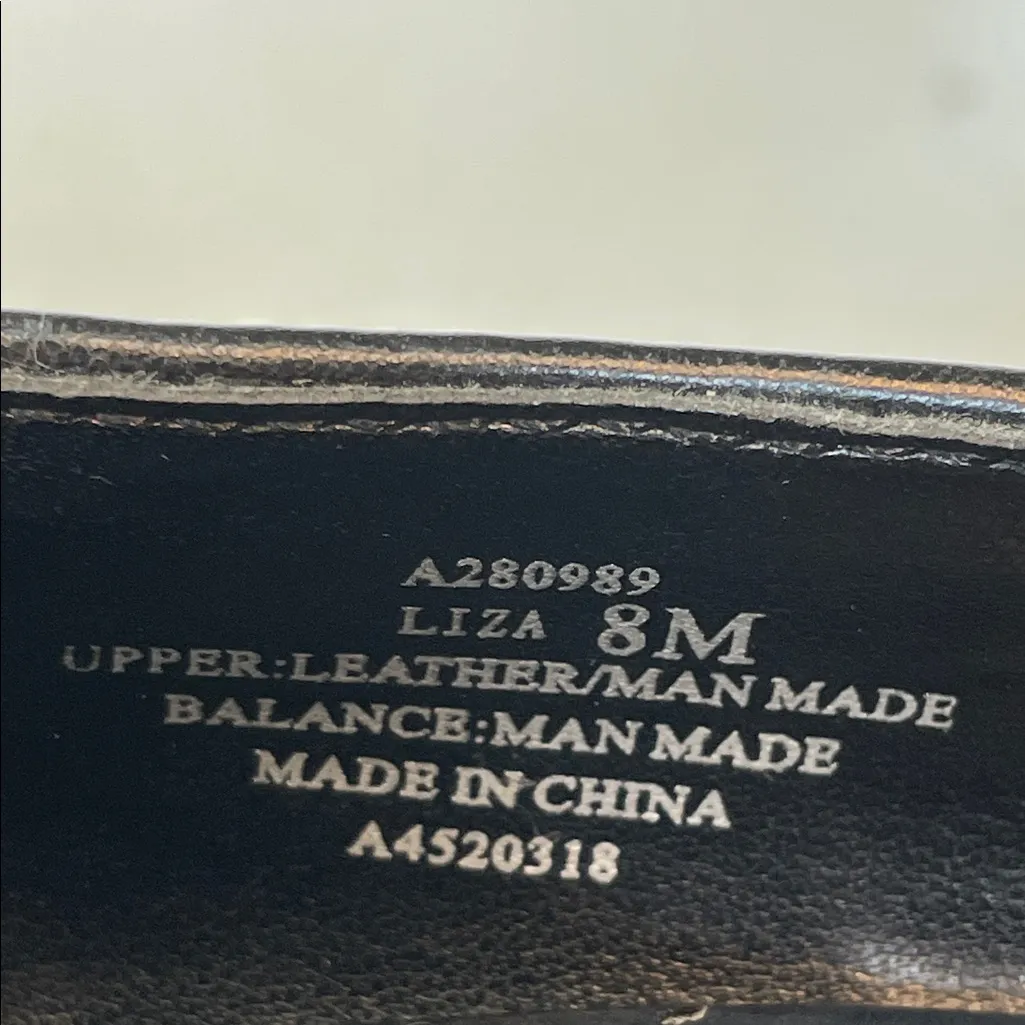 A280989
LIZA 8M
UPPER:LEATHER/MAN MADE
BALANCE:MAN MADE
MADE IN CHINA
A4520318